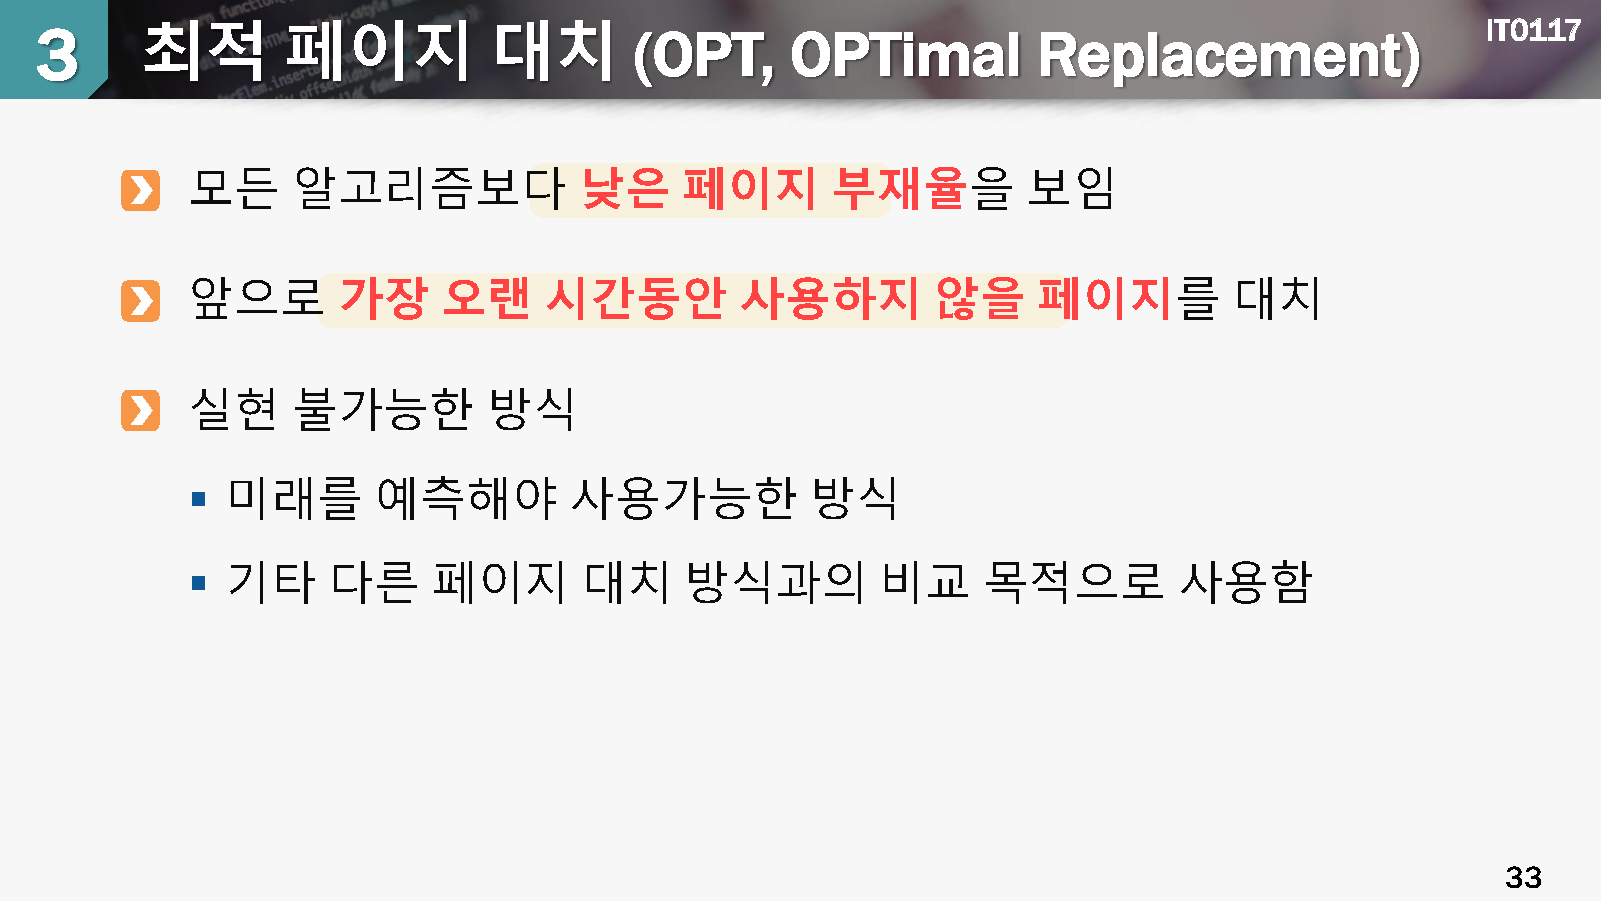 3
최적 페이지 대치 (OPT, OPTimal Replacement)
IT0117
모든 알고리즘보다 낮은 페이지 부재율을 보임
앞으로 가장 오랜 시간동안 사용하지 않을 페이지를 대치
실현 불가능한 방식
미래를 예측해야 사용가능한 방식
기타 다른 페이지 대치 방식과의 비교 목적으로 사용함
33